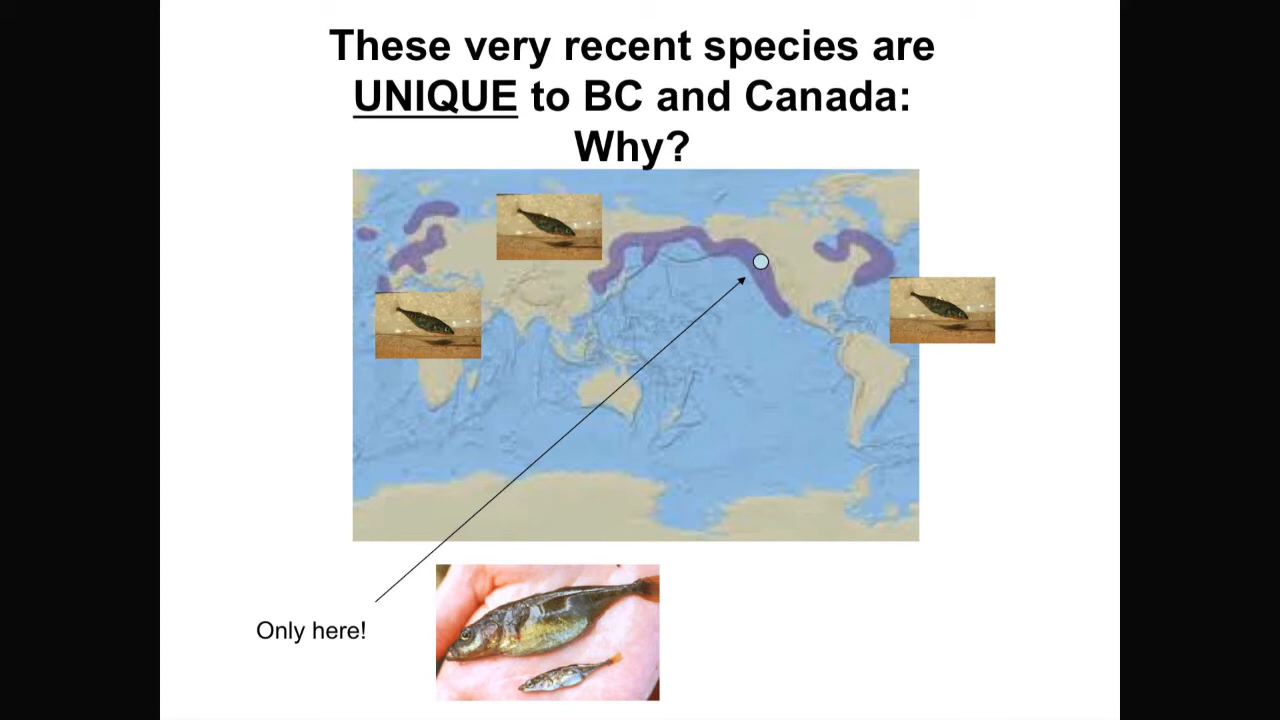 These very recent species are
UNIQUE to BC and Canada:
Why?
Only here!